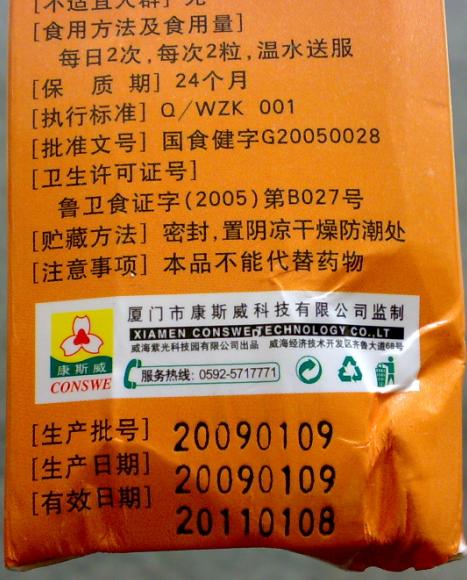 [不适宜人群] 无
[食用方法及食用量]
每日2次,每次2粒,温水送服
[保 质 期] 24个月
[执行标准] Q/WZK 001
[批准文号] 国食健字G20050028
[卫生许可证号]
鲁卫食证字(2005)第B027号
[贮藏方法] 密封,置阴凉干燥防潮处
[注意事项] 本品不能代替药物
厦门市康斯威科技有限公司监制
XIAMEN CONSWE TECHNOLOGY CO.,LT
威海紫光科技园有限公司出品 威海经济技术开发区齐鲁大道68号
康斯威
CONSWE
服务热线: 0592-5717771
[生产批号] 20090109
[生产日期] 20090109
[有效日期] 20110108